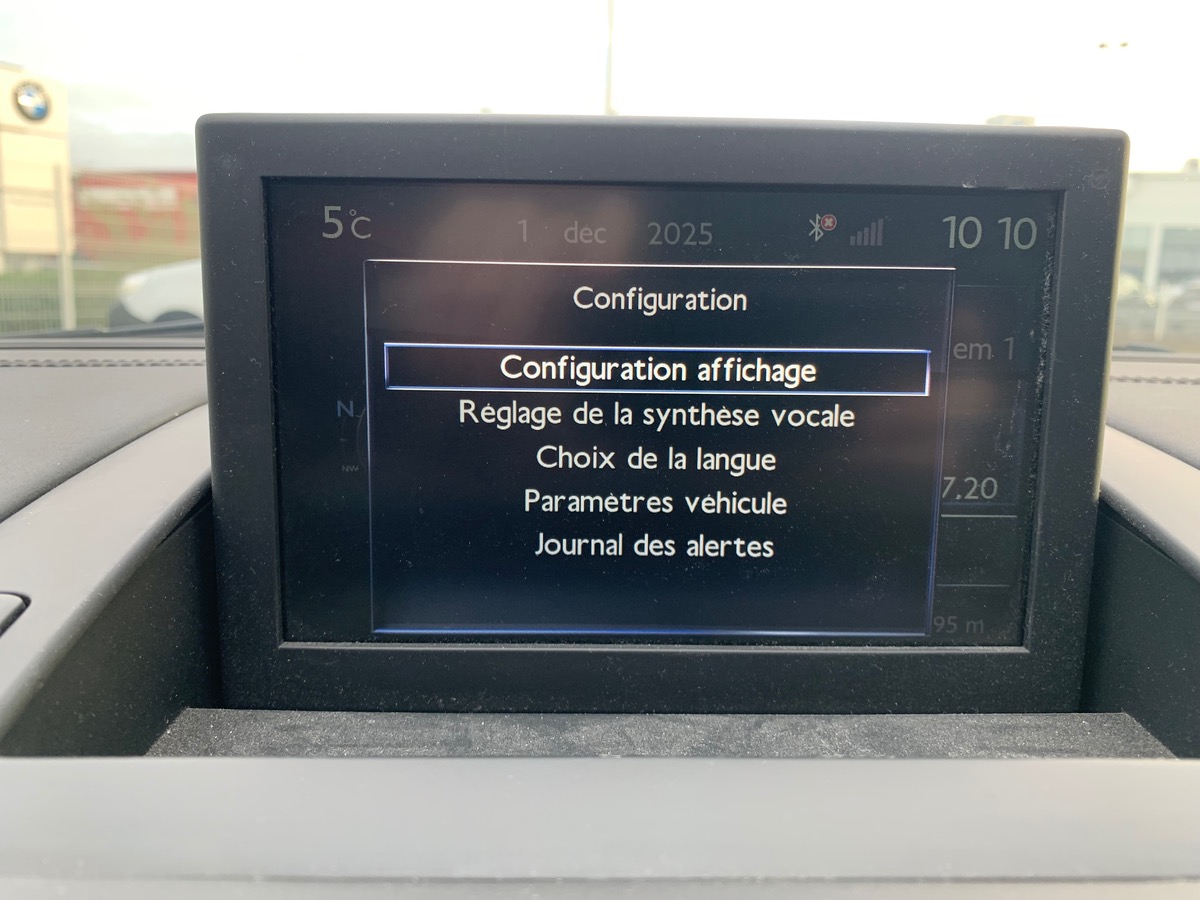 5°C 1 dec 2025 10 10
Configuration
em. 1
Configuration affichage
N
Réglage de la synthèse vocale
Choix de la langue
NW
7,20
Paramètres véhicule
Journal des alertes
95 m